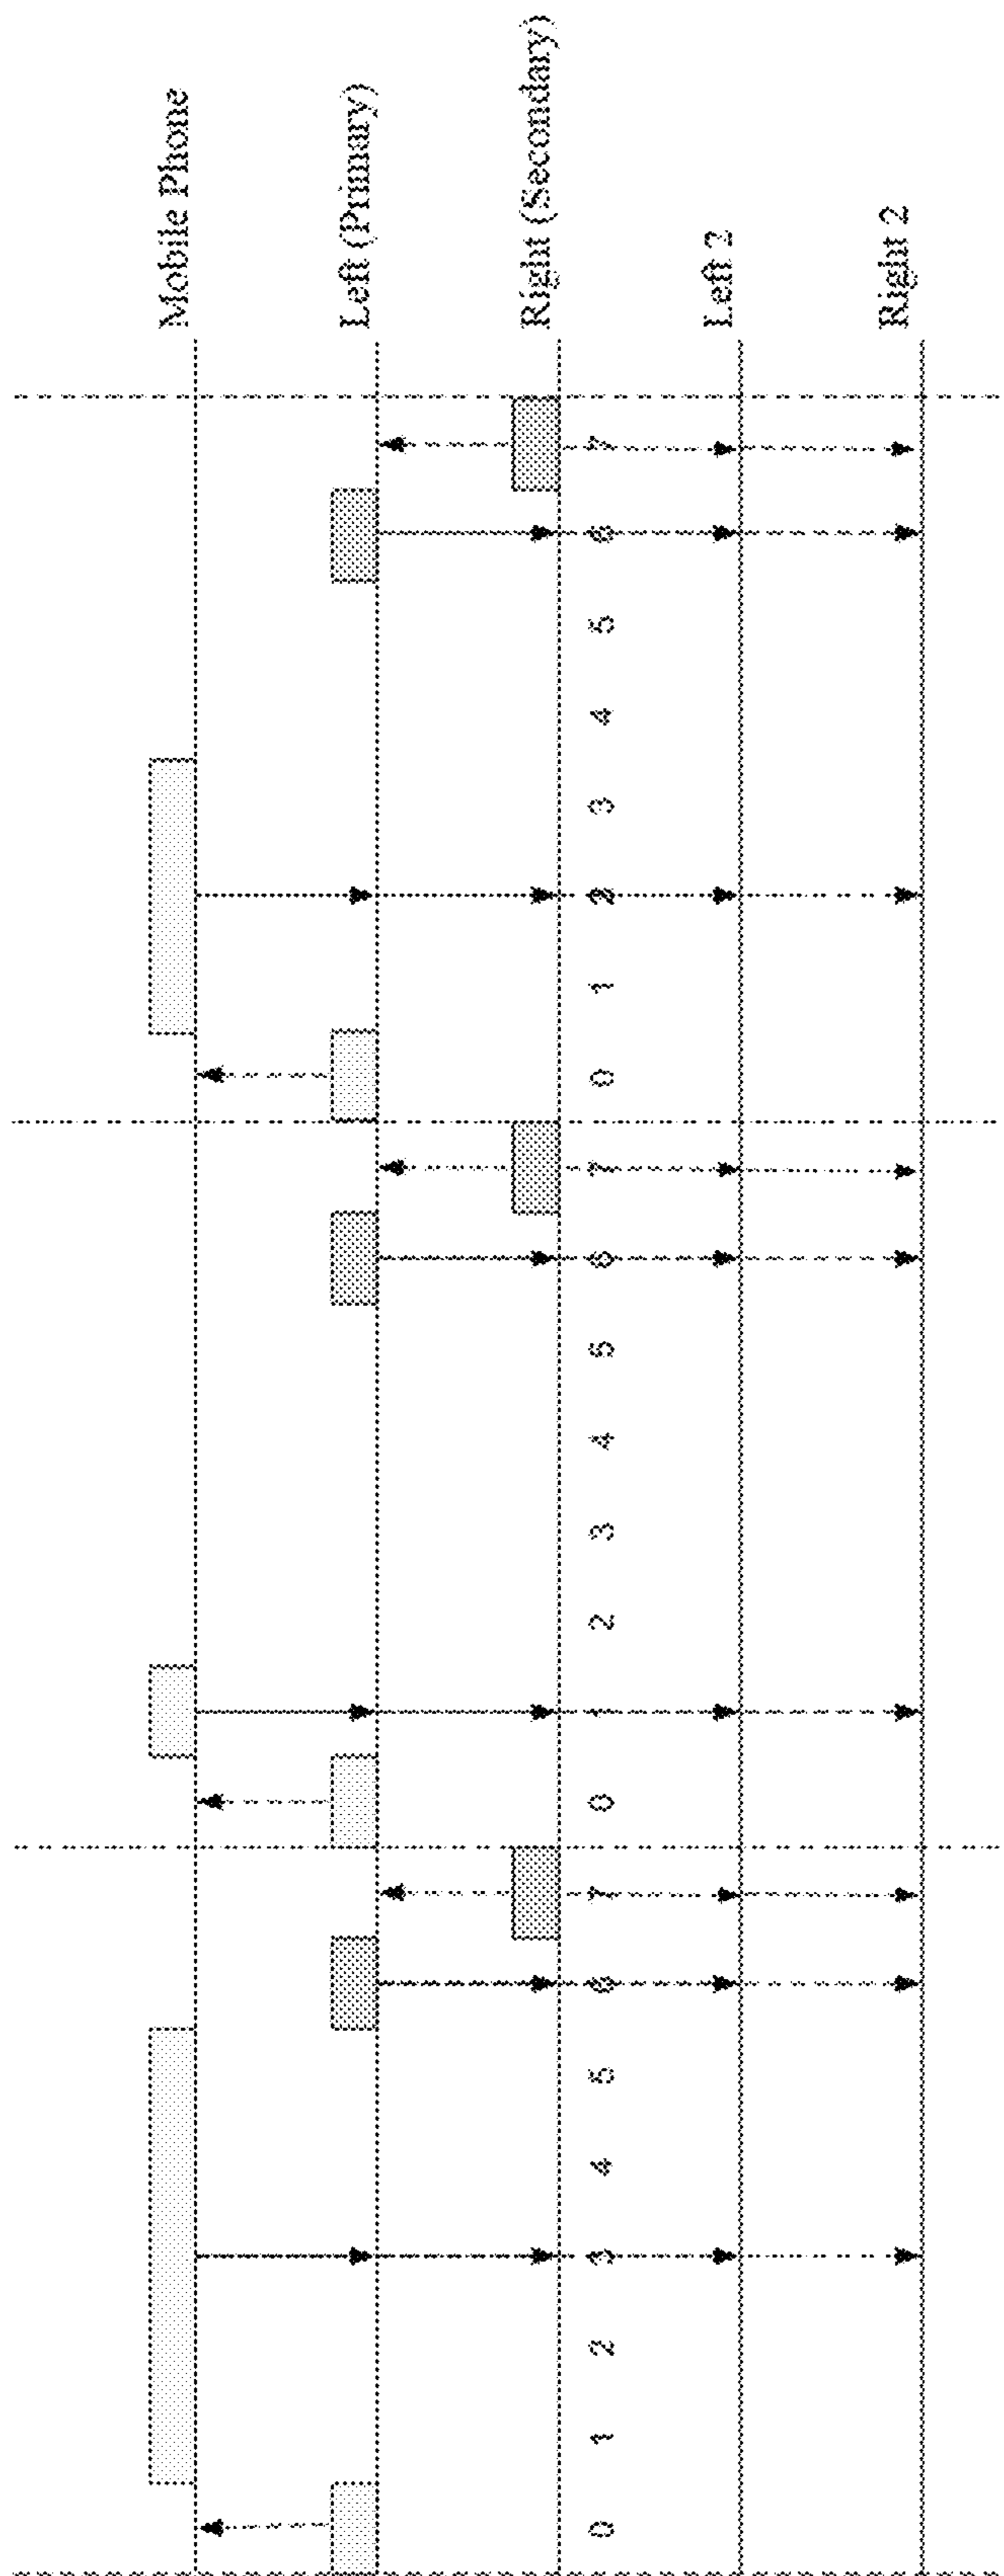 Mobile Phone
Left (Primary)
Right (Secondary)
0 1 2 3 4 5 6 7 0 1 2 3 4 5 6 7 0 1 2 3 4 5 6 7
Left 2
Right 2